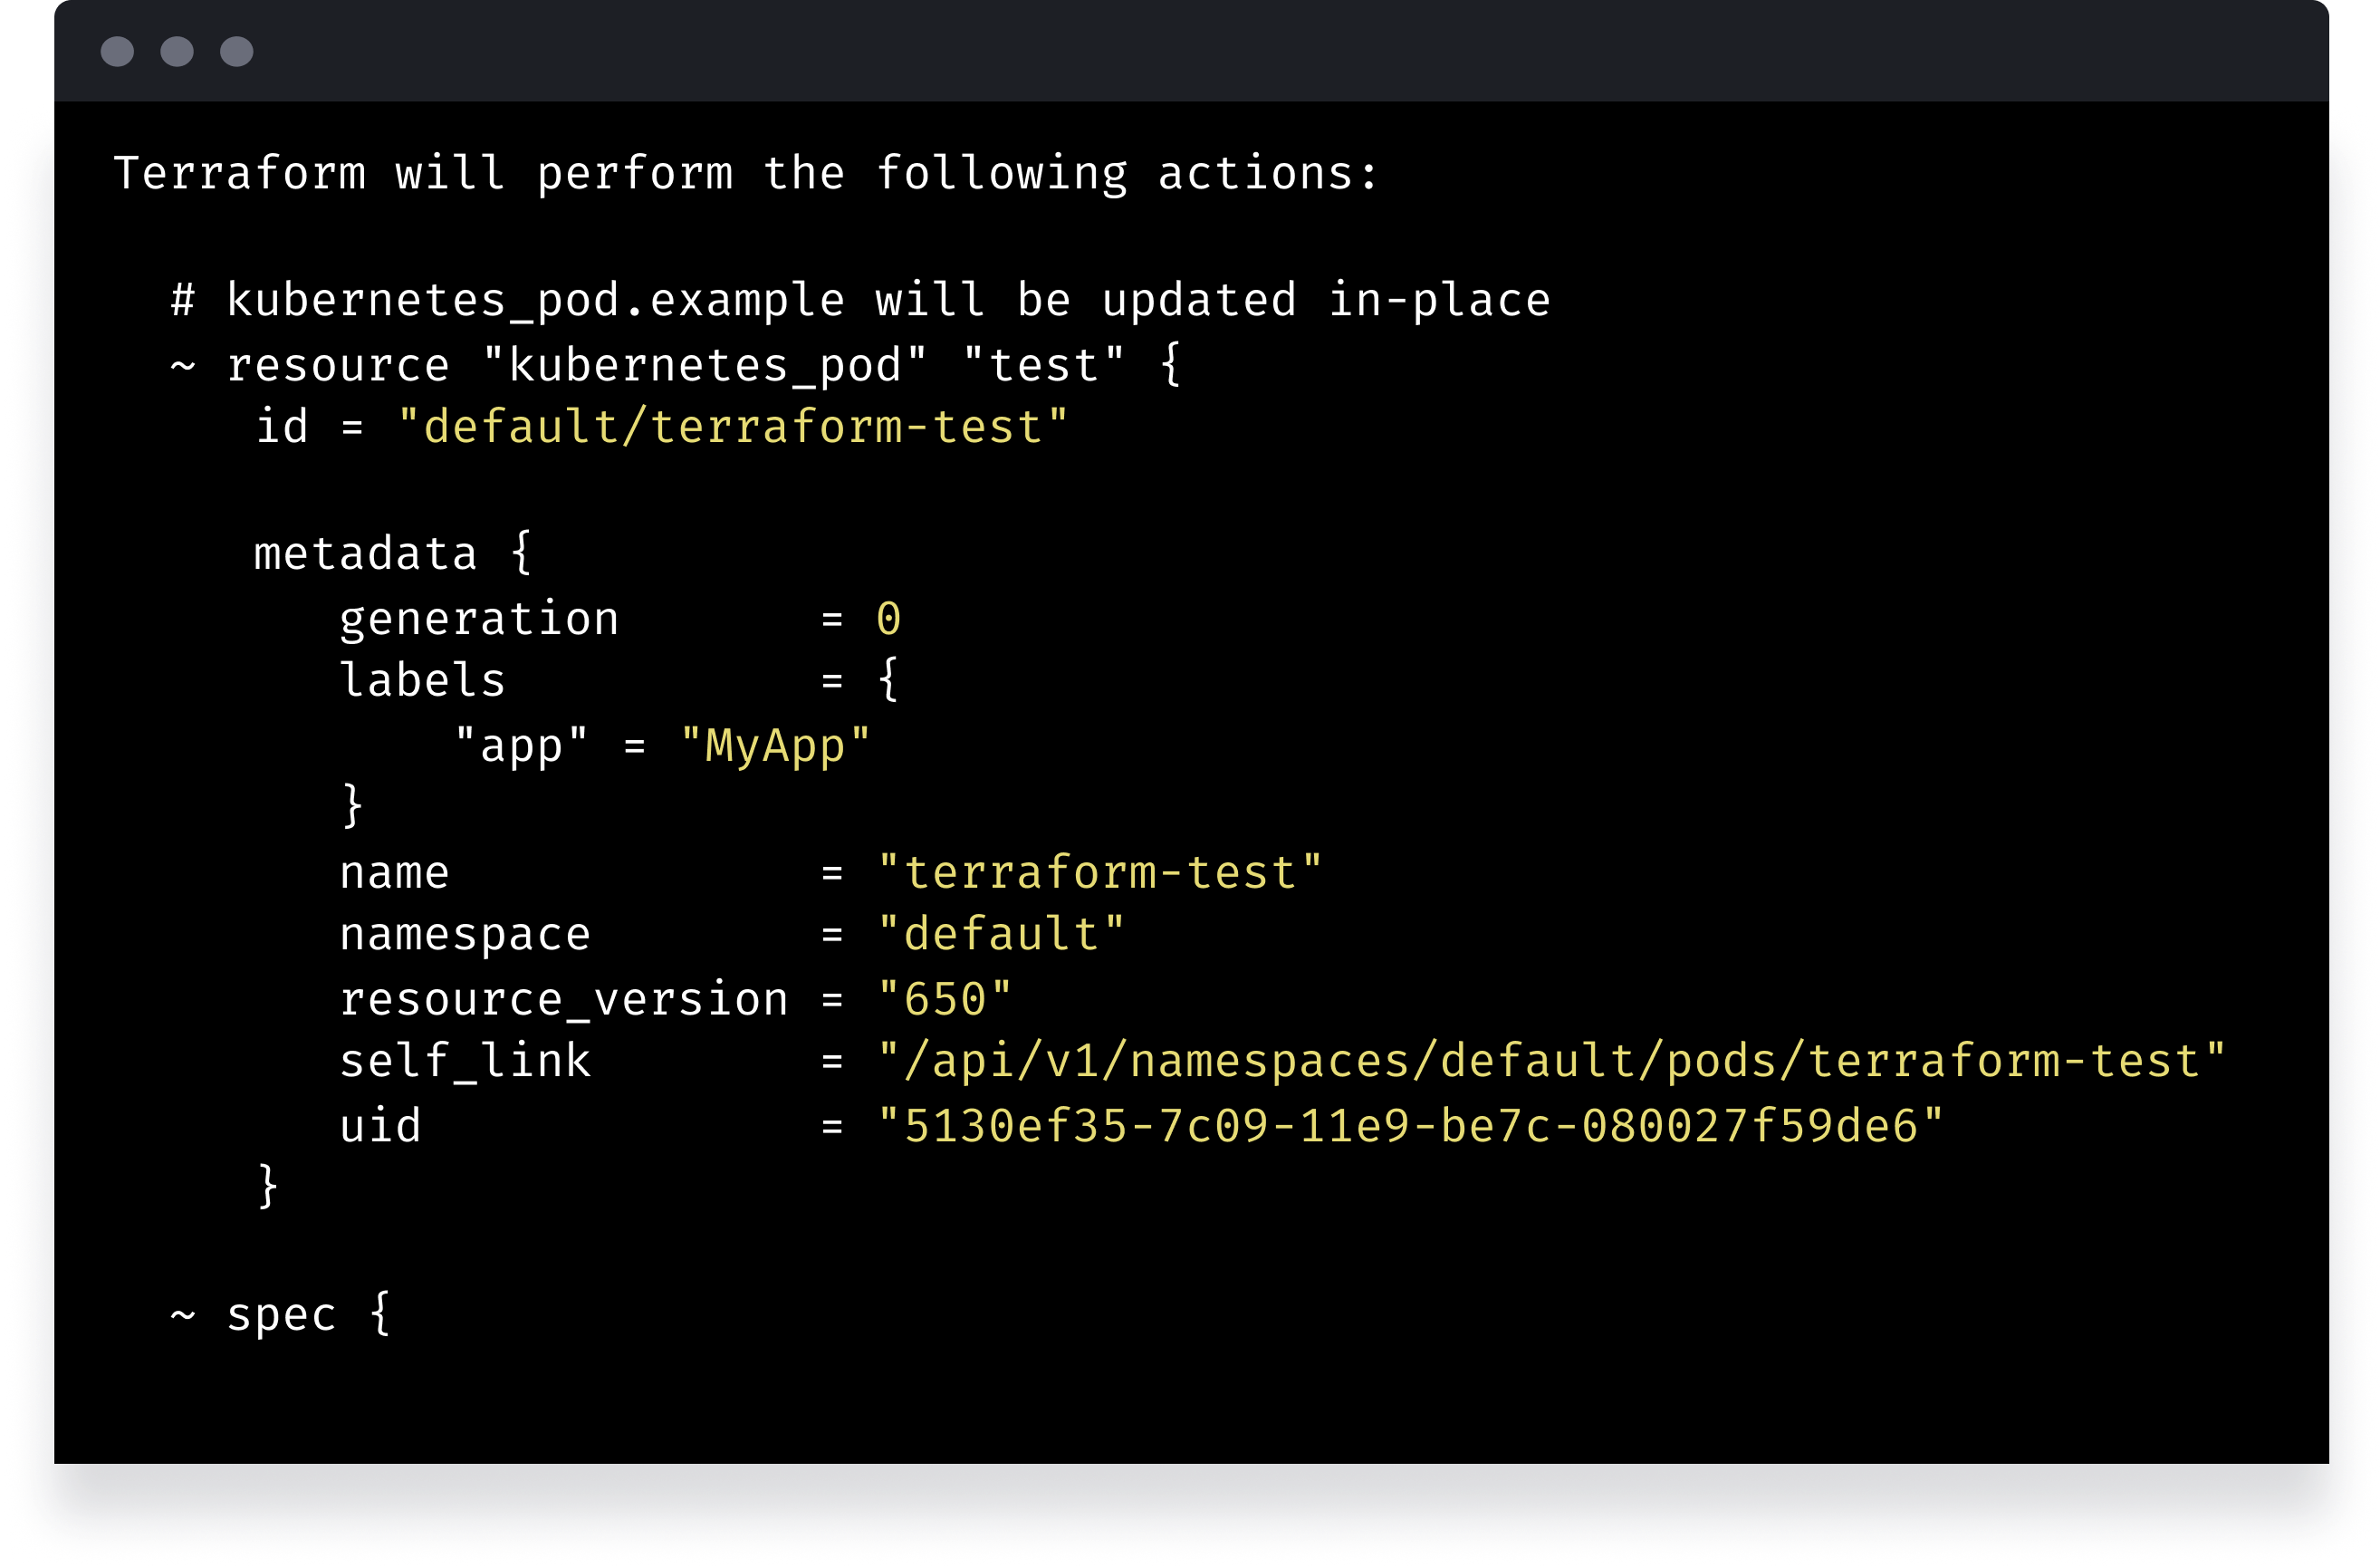 Terraform will perform the following actions:
# kubernetes_pod.example will be updated in-place
~ resource "kubernetes_pod" "test" {
id = "default/terraform-test"
metadata {
generation = 0
labels = {
"app" = "MyApp"
}
name = "terraform-test"
namespace = "default"
resource_version = "650"
self_link = "/api/v1/namespaces/default/pods/terraform-test"
uid = "5130ef35-7c09-11e9-be7c-080027f59de6"
}
~ spec {